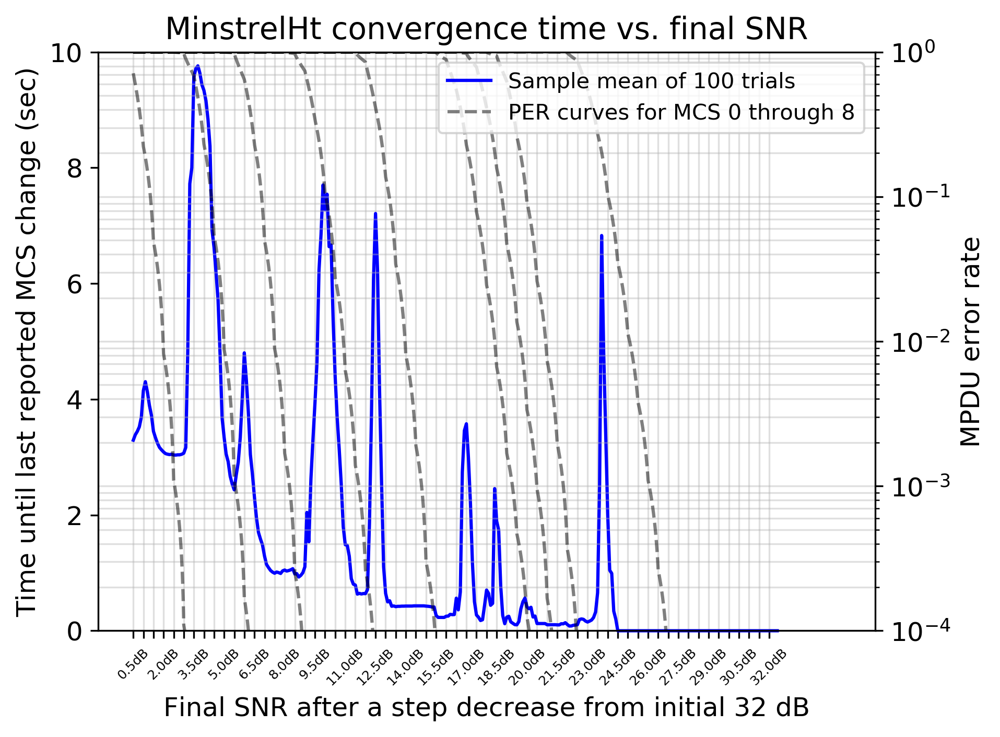 MinstrelHt convergence time vs. final SNR
Time until last reported MCS change (sec)
10
8
6
4
2
0
Sample mean of 100 trials
PER curves for MCS 0 through 8
10⁰
10⁻¹
10⁻²
10⁻³
10⁻⁴
MPDU error rate
0.5dB 2.0dB 3.5dB 5.0dB 6.5dB 8.0dB 9.5dB 11.0dB 12.5dB 14.0dB 15.5dB 17.0dB 18.5dB 20.0dB 21.5dB 23.0dB 24.5dB 26.0dB 27.5dB 29.0dB 30.5dB 32.0dB
Final SNR after a step decrease from initial 32 dB